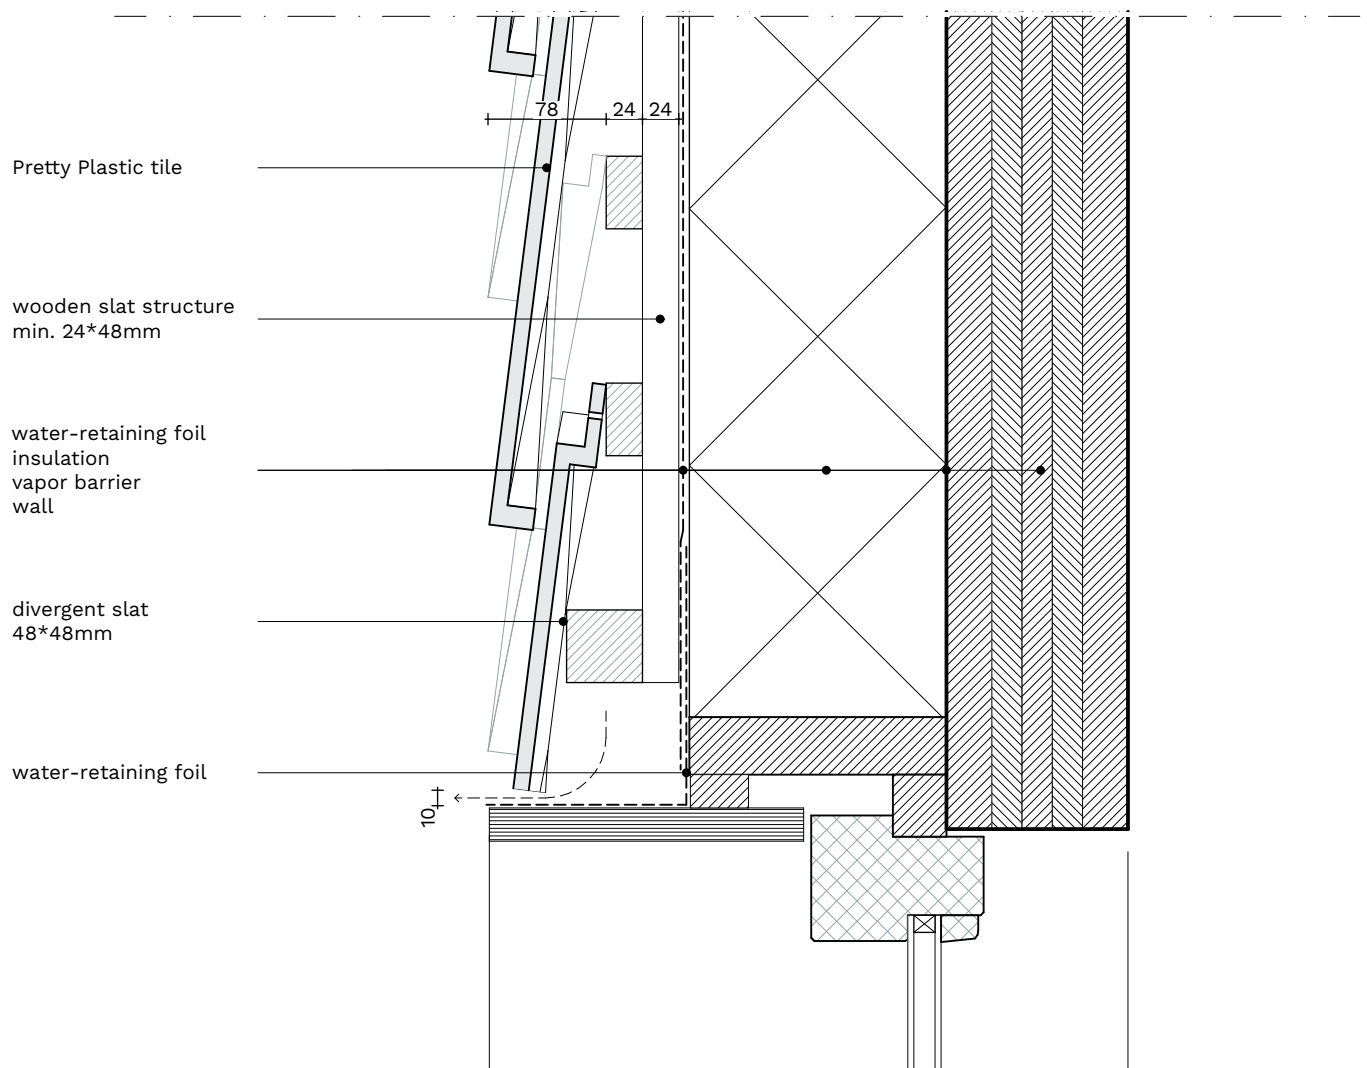 78
24
24
Pretty Plastic tile
wooden slat structure
min. 24*48mm
water-retaining foil
insulation
vapor barrier
wall
divergent slat
48*48mm
water-retaining foil
10